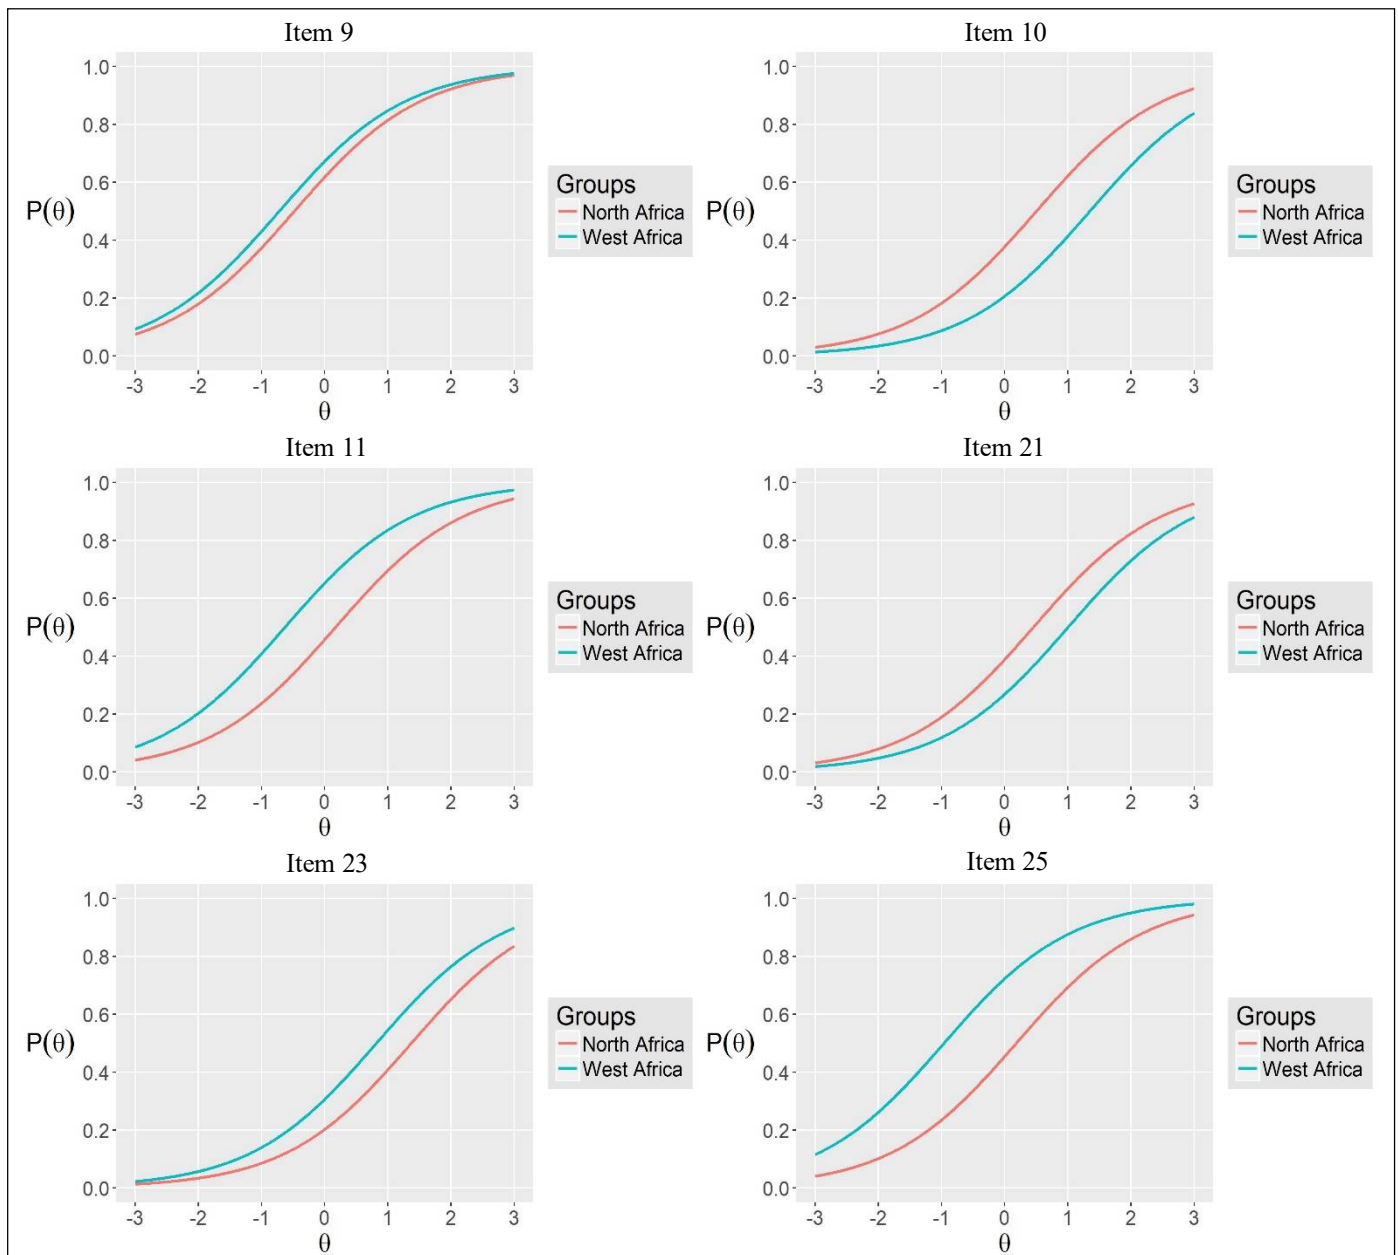 Item 9
1.0
0.8
0.6
0.4
0.2
0.0
P(θ)
-3 -2 -1 0 1 2 3
θ
Groups
North Africa
West Africa
Item 10
1.0
0.8
0.6
0.4
0.2
0.0
P(θ)
-3 -2 -1 0 1 2 3
θ
Groups
North Africa
West Africa
Item 11
1.0
0.8
0.6
0.4
0.2
0.0
P(θ)
-3 -2 -1 0 1 2 3
θ
Groups
North Africa
West Africa
Item 21
1.0
0.8
0.6
0.4
0.2
0.0
P(θ)
-3 -2 -1 0 1 2 3
θ
Groups
North Africa
West Africa
Item 23
1.0
0.8
0.6
0.4
0.2
0.0
P(θ)
-3 -2 -1 0 1 2 3
θ
Groups
North Africa
West Africa
Item 25
1.0
0.8
0.6
0.4
0.2
0.0
P(θ)
-3 -2 -1 0 1 2 3
θ
Groups
North Africa
West Africa